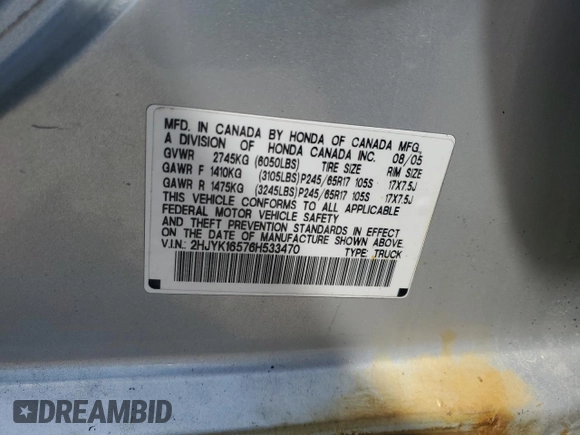 MFD. IN CANADA BY HONDA OF CANADA MFG.
A DIVISION OF HONDA CANADA INC. 08/05
GVWR 2745KG (6050LBS) TIRE SIZE RIM SIZE
GAWR F 1410KG (3105LBS)P245/65R17 105S 17X7.5J
GAWR R 1475KG (3245LBS)P245/65R17 105S 17X7.5J
THIS VEHICLE CONFORMS TO ALL APPLICABLE
FEDERAL MOTOR VEHICLE SAFETY
AND THEFT PREVENTION STANDARDS IN EFFECT
ON THE DATE OF MANUFACTURE SHOWN ABOVE.
V.I.N.: 2HJYK16576H533470 TYPE: TRUCK
DREAMBID